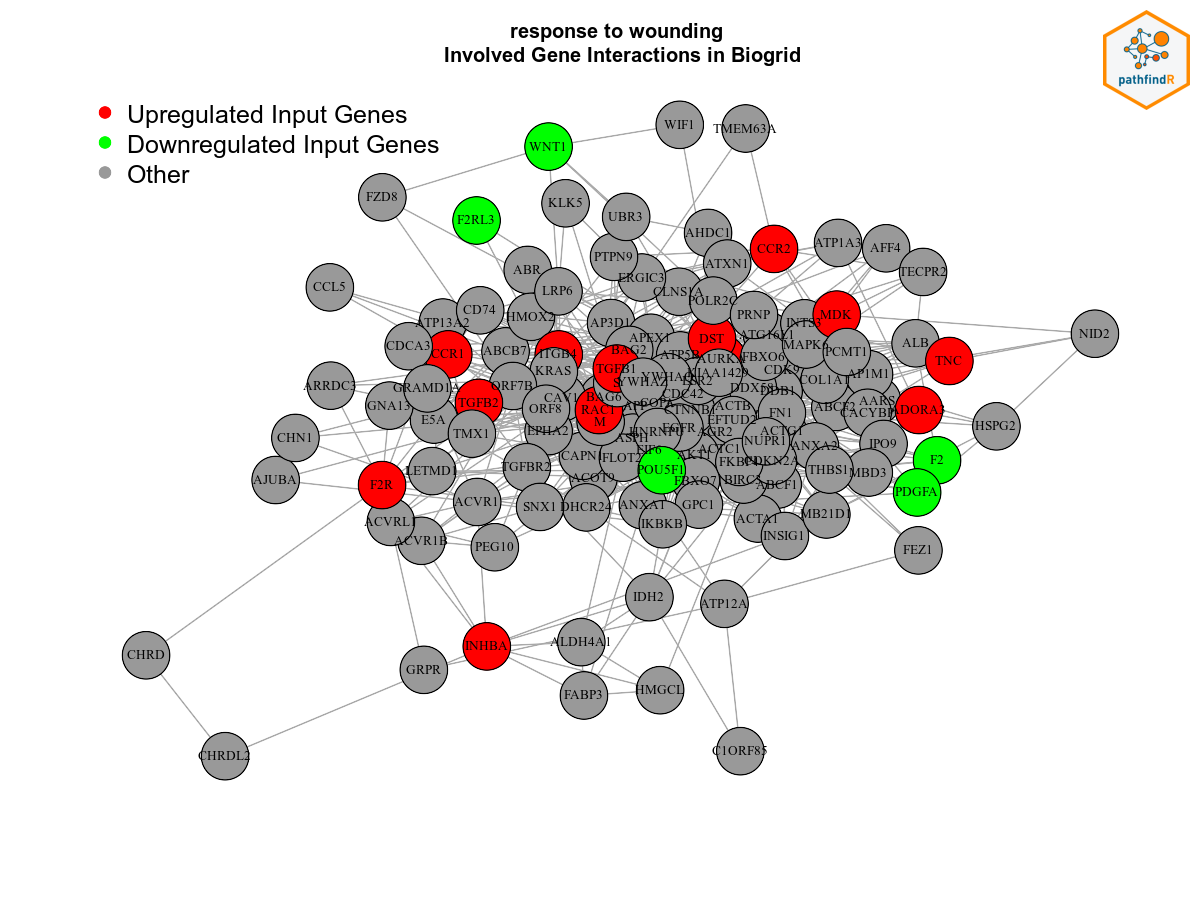 response to wounding
Involved Gene Interactions in Biogrid
pathfindR
Upregulated Input Genes
Downregulated Input Genes
Other
WIF1
TMEM63A
WNT1
FZD8
KLK5
F2RL3
UBR3
AHDC1
CCR2
ATP1A3
AFF4
PTPN9
ATXN1
ABR
ERGIC3
TECPR2
CCL5
LRP6
CLNS1A
POLR2C
CD74
HMOX2
PRNP
MDK
ATP13A2
AP3D1
INTS3
NID2
APEX1
DST
ATG16L1
CDCA3
CCR1
ABCB7
ITGB4
BAG2
ATP5B
AURKA
FBXO6
MAPK6
PCMT1
ALB
TNC
KRAS
TGFB1
YWHAZ
KIAA1429
CDK9
COL1A1
AP1M1
ARRDC3
GRAMD1A
ORF7B
DDX58
DDB1
GNA13
TGFB2
CAV1
BAG6
CDC42
AARS
ORF8
RAC1
CTNNB1
ACTB
FN1
ABCF2
CACYBP
ADORA3
E5A
EFTUD2
HSPG2
CHN1
TMX1
EPHA2
HNRNPU
EGFR
AGR2
ACTG1
NUPR1
ANXA2
IPO9
ASPH
EIF6
ACTC1
CAPN1
FLOT2
AKT1
FKBP4
CDKN2A
F2
LETMD1
TGFBR2
POU5F1
THBS1
MBD3
AJUBA
F2R
ACOT9
FBXO7
BIRC3
ABCF1
PDGFA
ACVR1
SNX1
DHCR24
ANXA1
GPC1
ACVRL1
IKBKB
ACTA1
MB21D1
ACVR1B
PEG10
INSIG1
FEZ1
IDH2
ATP12A
INHBA
ALDH4A1
CHRD
GRPR
FABP3
HMGCL
CHRDL2
C1ORF85